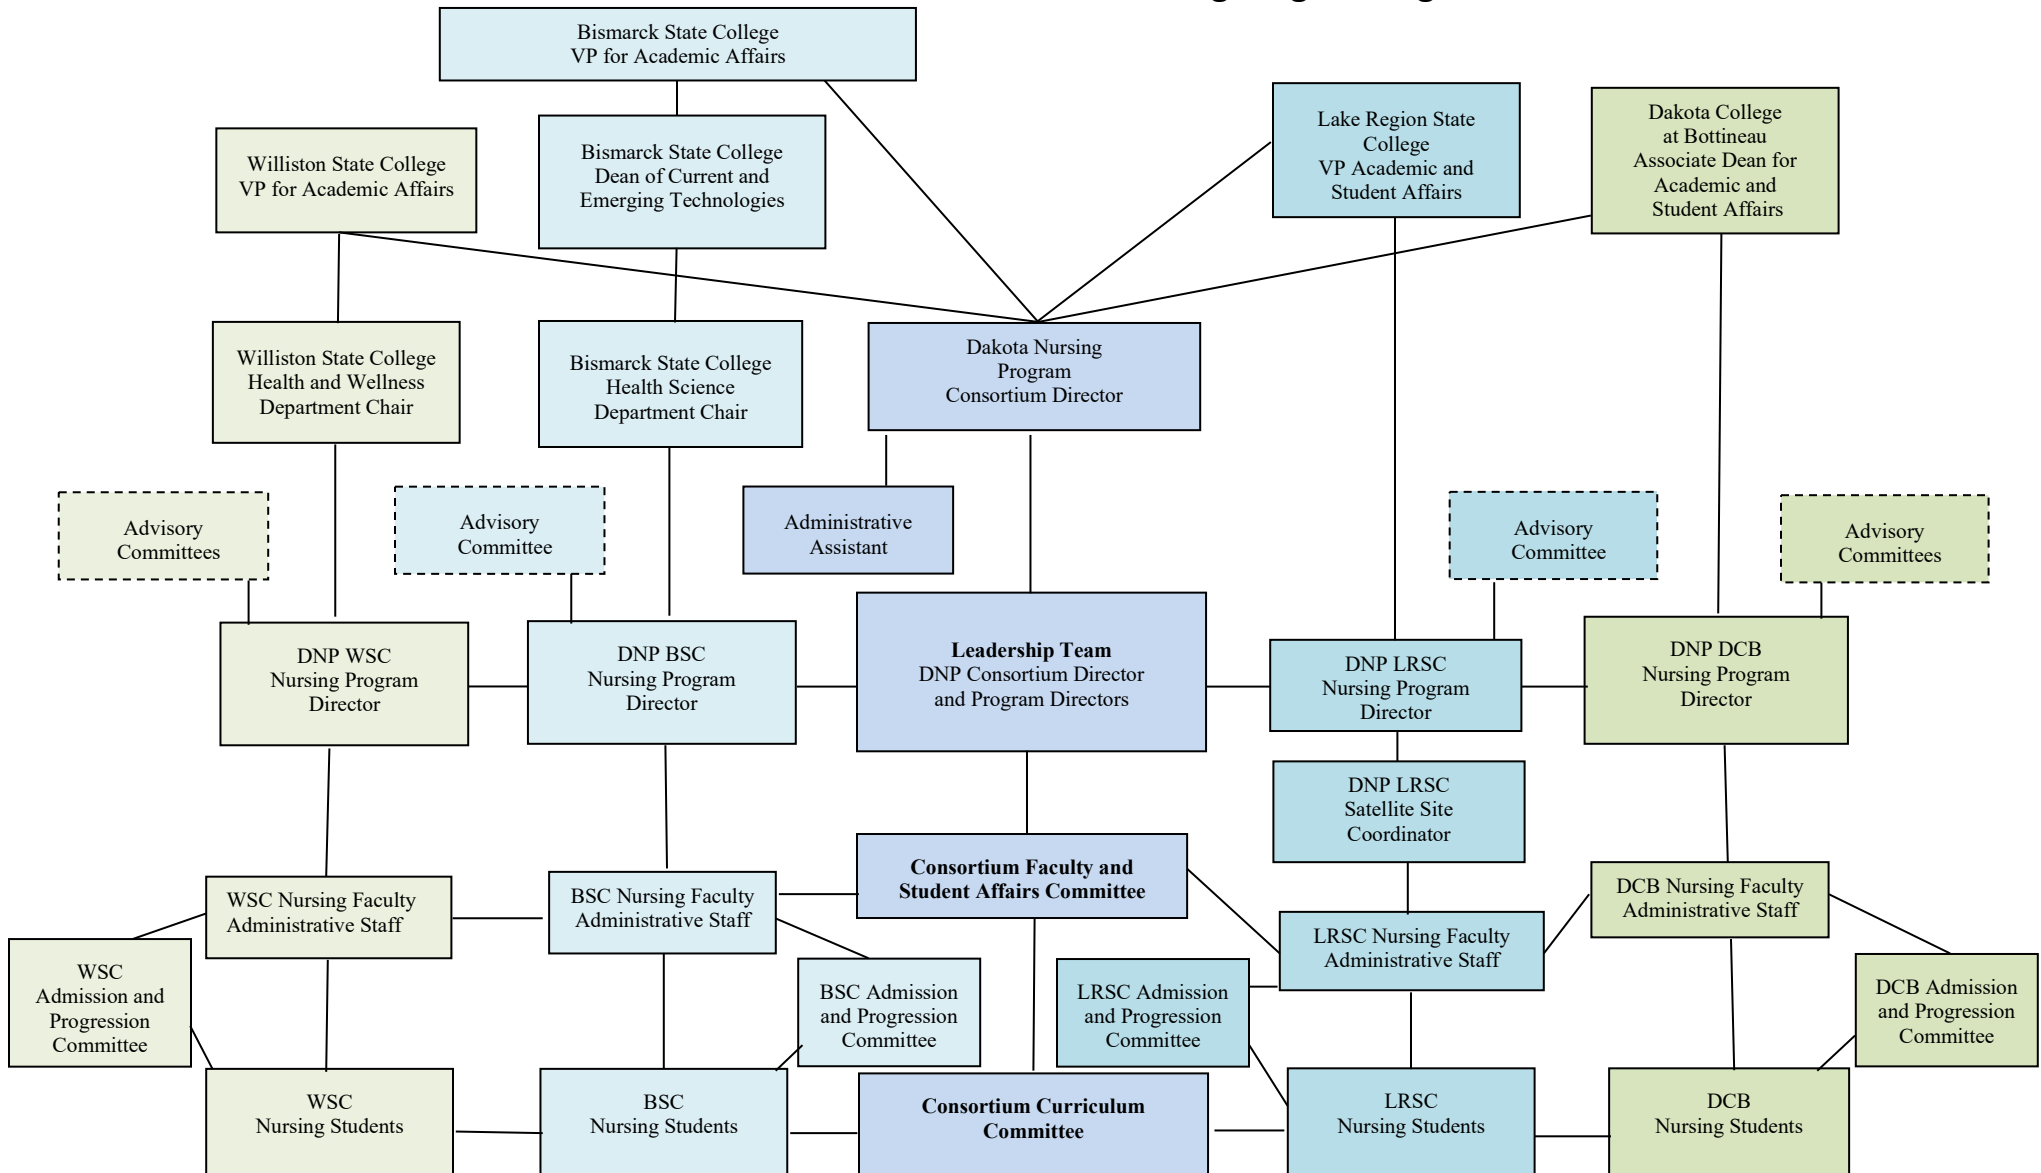 Bismarck State College
VP for Academic Affairs
Williston State College
VP for Academic Affairs
Bismarck State College
Dean of Current and
Emerging Technologies
Lake Region State
College
VP Academic and
Student Affairs
Dakota College
at Bottineau
Associate Dean for
Academic and
Student Affairs
Williston State College
Health and Wellness
Department Chair
Bismarck State College
Health Science
Department Chair
Dakota Nursing
Program
Consortium Director
Advisory
Committees
Advisory
Committee
Administrative
Assistant
Advisory
Committee
Advisory
Committees
DNP WSC
Nursing Program
Director
DNP BSC
Nursing Program
Director
Leadership Team
DNP Consortium Director
and Program Directors
DNP LRSC
Nursing Program
Director
DNP DCB
Nursing Program
Director
DNP LRSC
Satellite Site
Coordinator
WSC Nursing Faculty
Administrative Staff
BSC Nursing Faculty
Administrative Staff
Consortium Faculty and
Student Affairs Committee
LRSC Nursing Faculty
Administrative Staff
DCB Nursing Faculty
Administrative Staff
WSC
Admission and
Progression
Committee
BSC Admission
and Progression
Committee
LRSC Admission
and Progression
Committee
DCB Admission
and Progression
Committee
WSC
Nursing Students
BSC
Nursing Students
Consortium Curriculum
Committee
LRSC
Nursing Students
DCB
Nursing Students